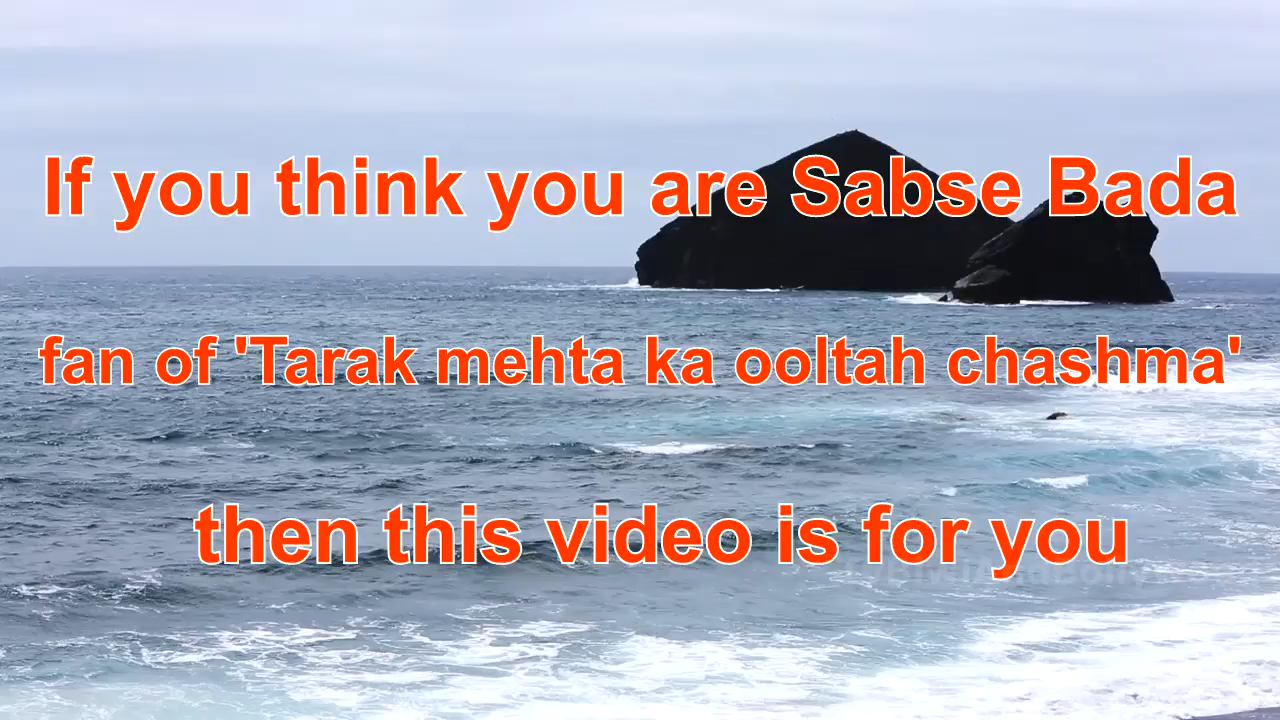 If you think you are Sabse Bada
fan of 'Tarak mehta ka ooltah chashma'
then this video is for you